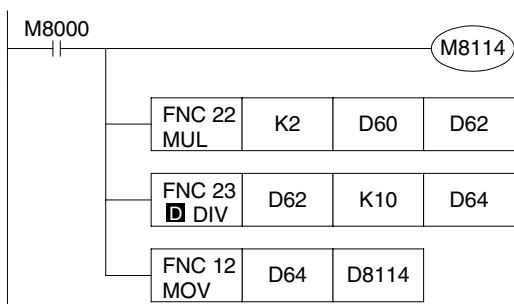 M8000
M8114
FNC 22 K2 D60 D62
MUL
FNC 23 D62 K10 D64
D DIV
FNC 12 D64 D8114
MOV